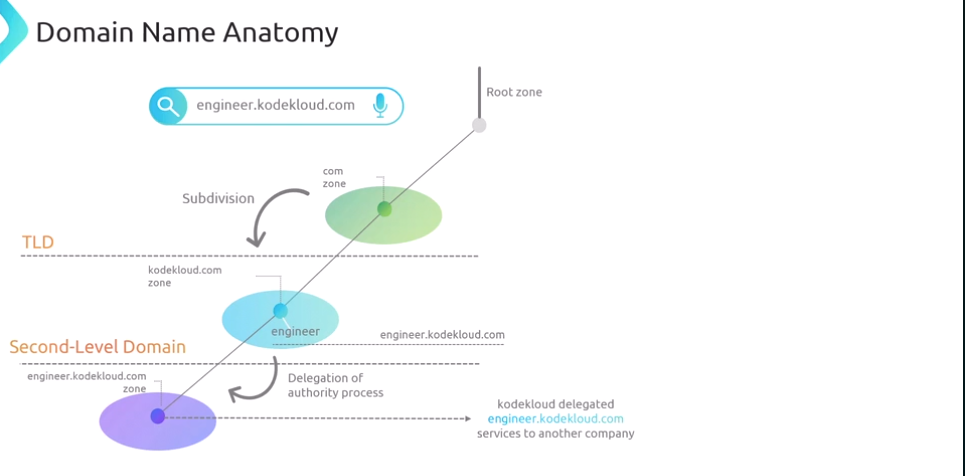 Domain Name Anatomy
engineer.kodekloud.com
Root zone
com
zone
Subdivision
TLD
kodekloud.com
zone
engineer
engineer.kodekloud.com
Second-Level Domain
engineer.kodekloud.com
zone
Delegation of
authority process
kodekloud delegated
engineer.kodekloud.com
services to another company